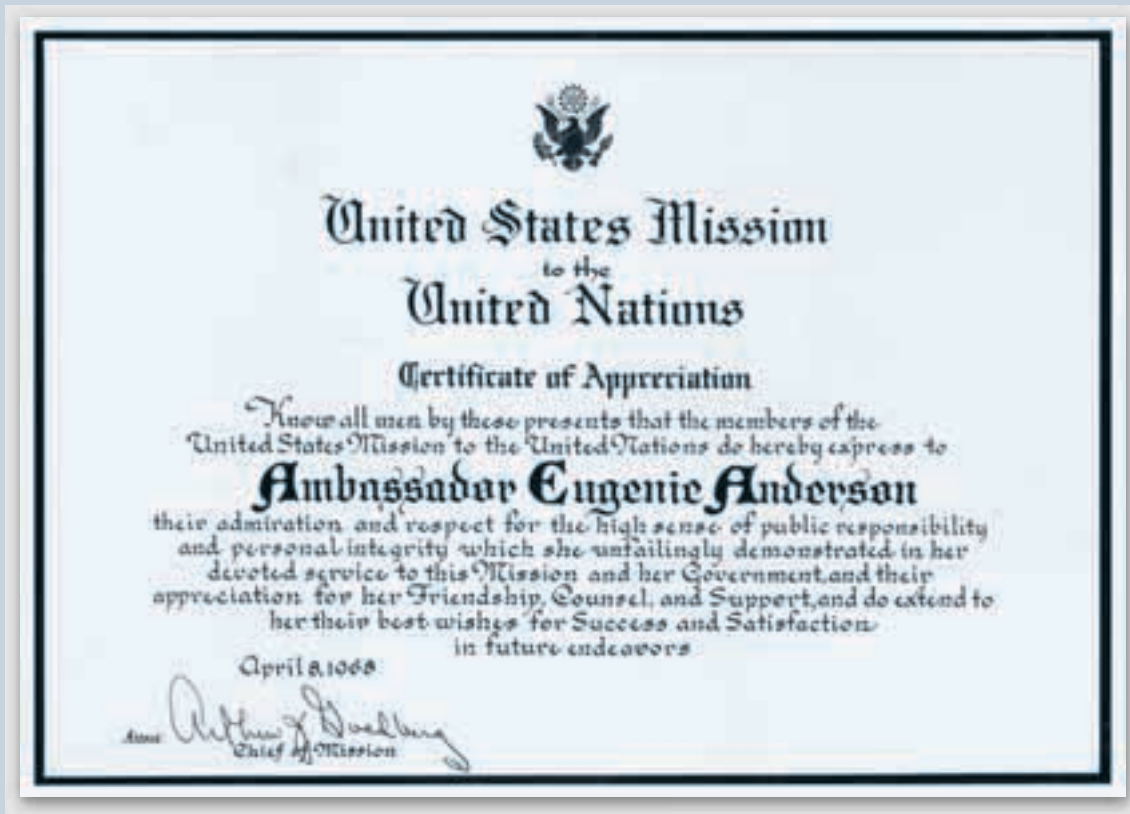 United States Mission
to the
United Nations
Certificate of Appreciation
Know all men by these presents that the members of the
United States Mission to the United Nations do hereby express to
Ambassador Eugenie Anderson
their admiration and respect for the high sense of public responsibility
and personal integrity which she unfailingly demonstrated in her
devoted service to this Mission and her Government, and their
appreciation for her Friendship, Counsel, and Support, and do extend to
her their best wishes for Success and Satisfaction
in future endeavors
April 8, 1968
Attest Arthur J Goldberg
Chief of Mission